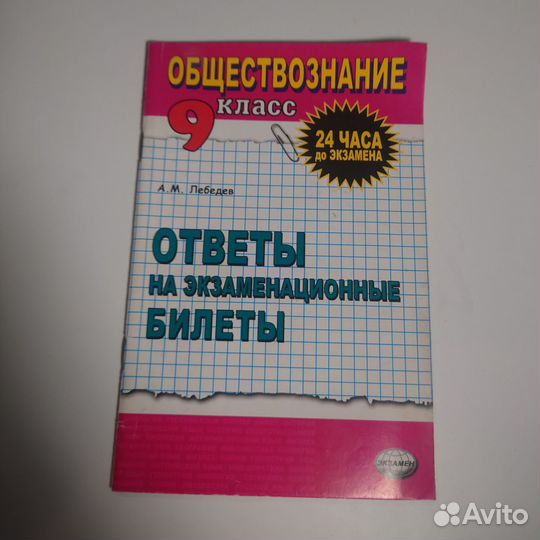 ОБЩЕСТВОЗНАНИЕ
9 класс
24 ЧАСА
до ЭКЗАМЕНА
А.М. Лебедев
ОТВЕТЫ
НА ЭКЗАМЕНАЦИОННЫЕ
БИЛЕТЫ
ЭКЗАМЕН
Avito